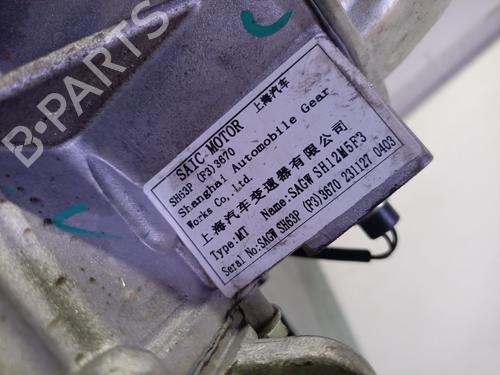 B-PARTS
SAIC MOTOR 上海汽车
SH63P (F3)3670
Shanghai Automobile Gear
Works Co., Ltd.
上海汽车变速器有限公司
Type:MT Name:SAGW SH12M5F3
Seral No:SAGW SH63P (F3)3670 231127 0403